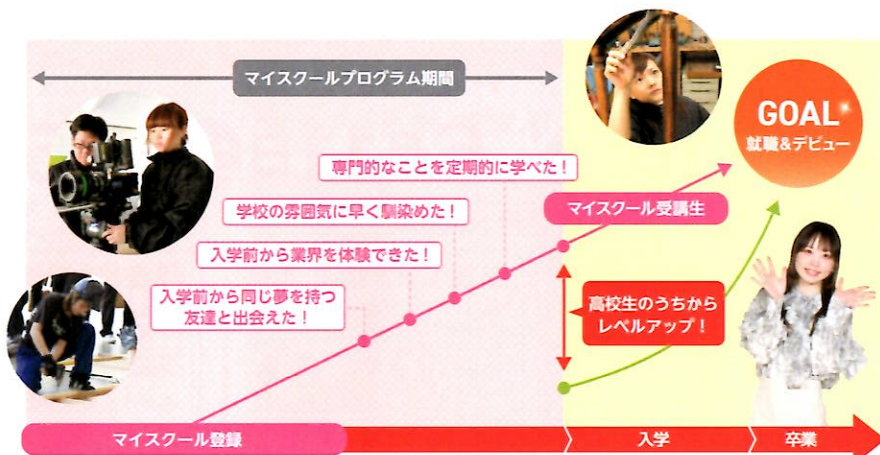 マイスクールプログラム期間
GOAL
就職&デビュー
専門的なことを定期的に学べた!
マイスクール受講生
学校の雰囲気に早く馴染めた!
入学前から業界を体験できた!
入学前から同じ夢を持つ
友達と出会えた!
高校生のうちから
レベルアップ!
マイスクール登録
入学
卒業